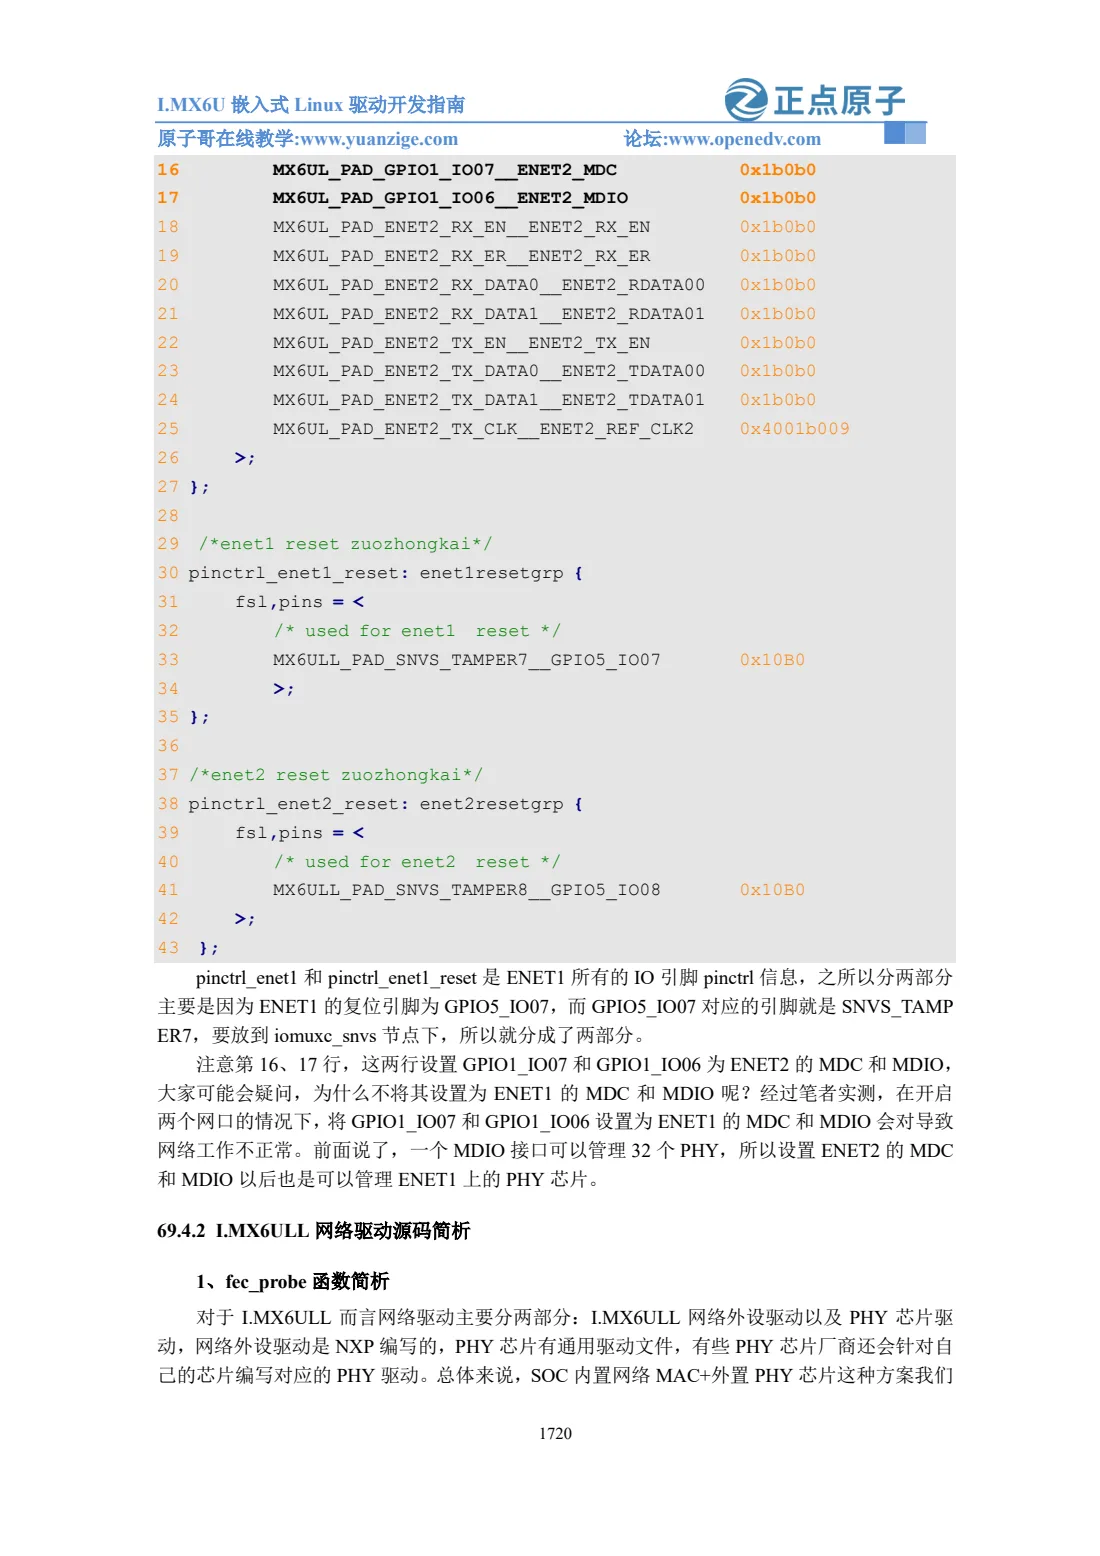 I.MX6U 嵌入式 Linux 驱动开发指南
正点原子
原子哥在线教学:www.yuanzige.com 论坛:www.openedv.com
16 MX6UL_PAD_GPIO1_IO07__ENET2_MDC 0x1b0b0
17 MX6UL_PAD_GPIO1_IO06__ENET2_MDIO 0x1b0b0
18 MX6UL_PAD_ENET2_RX_EN__ENET2_RX_EN 0x1b0b0
19 MX6UL_PAD_ENET2_RX_ER__ENET2_RX_ER 0x1b0b0
20 MX6UL_PAD_ENET2_RX_DATA0__ENET2_RDATA00 0x1b0b0
21 MX6UL_PAD_ENET2_RX_DATA1__ENET2_RDATA01 0x1b0b0
22 MX6UL_PAD_ENET2_TX_EN__ENET2_TX_EN 0x1b0b0
23 MX6UL_PAD_ENET2_TX_DATA0__ENET2_TDATA00 0x1b0b0
24 MX6UL_PAD_ENET2_TX_DATA1__ENET2_TDATA01 0x1b0b0
25 MX6UL_PAD_ENET2_TX_CLK__ENET2_REF_CLK2 0x4001b009
26 >;
27 };
28
29 /*enet1 reset zuozhongkai*/
30 pinctrl_enet1_reset: enet1resetgrp {
31 fsl,pins = <
32 /* used for enet1 reset */
33 MX6ULL_PAD_SNVS_TAMPER7__GPIO5_IO07 0x10B0
34 >;
35 };
36
37 /*enet2 reset zuozhongkai*/
38 pinctrl_enet2_reset: enet2resetgrp {
39 fsl,pins = <
40 /* used for enet2 reset */
41 MX6ULL_PAD_SNVS_TAMPER8__GPIO5_IO08 0x10B0
42 >;
43 };
pinctrl_enet1 和 pinctrl_enet1_reset 是 ENET1 所有的 IO 引脚 pinctrl 信息，之所以分两部分
主要是因为 ENET1 的复位引脚为 GPIO5_IO07，而 GPIO5_IO07 对应的引脚就是 SNVS_TAMP
ER7，要放到 iomuxc_snvs 节点下，所以就分成了两部分。
注意第 16、17 行，这两行设置 GPIO1_IO07 和 GPIO1_IO06 为 ENET2 的 MDC 和 MDIO，
大家可能会疑问，为什么不将其设置为 ENET1 的 MDC 和 MDIO 呢？经过笔者实测，在开启
两个网口的情况下，将 GPIO1_IO07 和 GPIO1_IO06 设置为 ENET1 的 MDC 和 MDIO 会对导致
网络工作不正常。前面说了，一个 MDIO 接口可以管理 32 个 PHY，所以设置 ENET2 的 MDC
和 MDIO 以后也是可以管理 ENET1 上的 PHY 芯片。
69.4.2 I.MX6ULL 网络驱动源码简析
1、fec_probe 函数简析
对于 I.MX6ULL 而言网络驱动主要分两部分：I.MX6ULL 网络外设驱动以及 PHY 芯片驱
动，网络外设驱动是 NXP 编写的，PHY 芯片有通用驱动文件，有些 PHY 芯片厂商还会针对自
己的芯片编写对应的 PHY 驱动。总体来说，SOC 内置网络 MAC+外置 PHY 芯片这种方案我们
1720